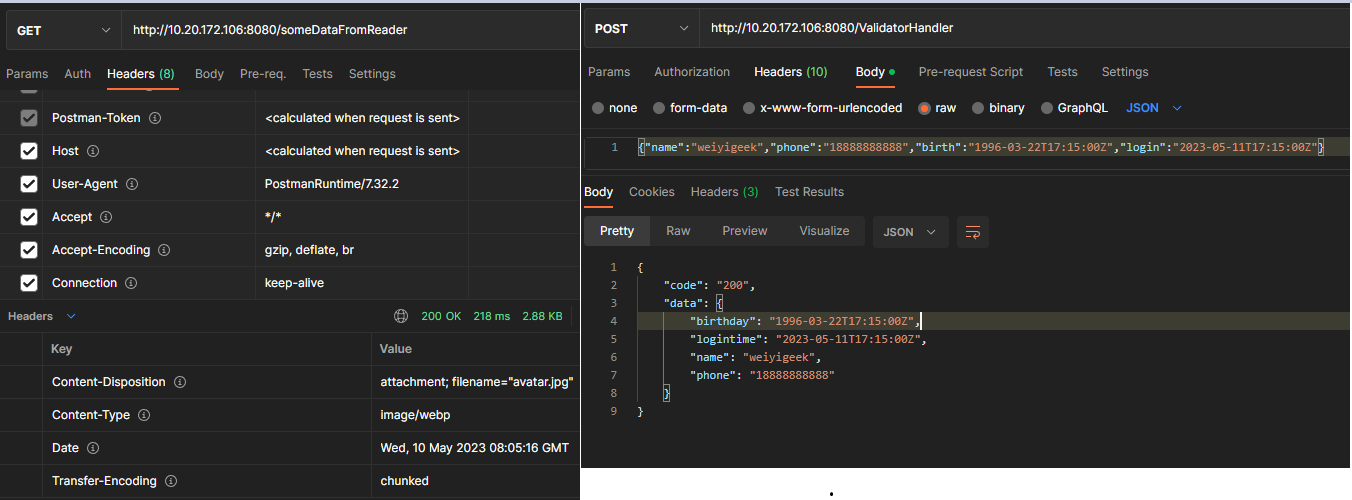 GET http://10.20.172.106:8080/someDataFromReader
Params Auth Headers (8) Body Pre-req. Tests Settings
Postman-Token <calculated when request is sent>
Host <calculated when request is sent>
User-Agent PostmanRuntime/7.32.2
Accept */*
Accept-Encoding gzip, deflate, br
Connection keep-alive
Headers 200 OK 218 ms 2.88 KB
Key Value
Content-Disposition attachment; filename="avatar.jpg"
Content-Type image/webp
Date Wed, 10 May 2023 08:05:16 GMT
Transfer-Encoding chunked
POST http://10.20.172.106:8080/ValidatorHandler
Params Authorization Headers (10) Body Pre-request Script Tests Settings
none form-data x-www-form-urlencoded raw binary GraphQL JSON
1 {"name":"weiyigeek","phone":"18888888888","birth":"1996-03-22T17:15:00Z","login":"2023-05-11T17:15:00Z"}
Body Cookies Headers (3) Test Results
Pretty Raw Preview Visualize JSON
1 {
2 "code": "200",
3 "data": {
4 "birthday": "1996-03-22T17:15:00Z",
5 "logintime": "2023-05-11T17:15:00Z",
6 "name": "weiyigeek",
7 "phone": "18888888888"
8 }
9 }